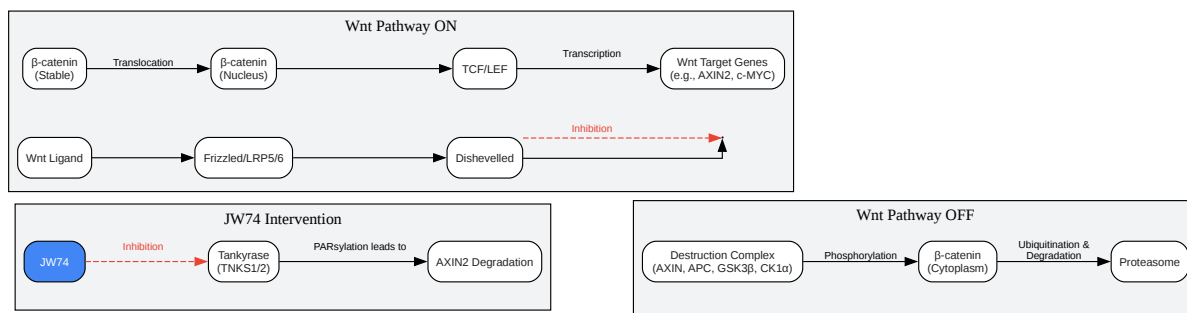 Wnt Pathway ON
β-catenin
(Stable)
Translocation
β-catenin
(Nucleus)
TCF/LEF
Transcription
Wnt Target Genes
(e.g., AXIN2, c-MYC)
Wnt Ligand
Frizzled/LRP5/6
Dishevelled
Inhibition
JW74 Intervention
JW74
Inhibition
Tankyrase
(TNKS1/2)
PARsylation leads to
AXIN2 Degradation
Wnt Pathway OFF
Destruction Complex
(AXIN, APC, GSK3β, CK1α)
Phosphorylation
β-catenin
(Cytoplasm)
Ubiquitination &
Degradation
Proteasome